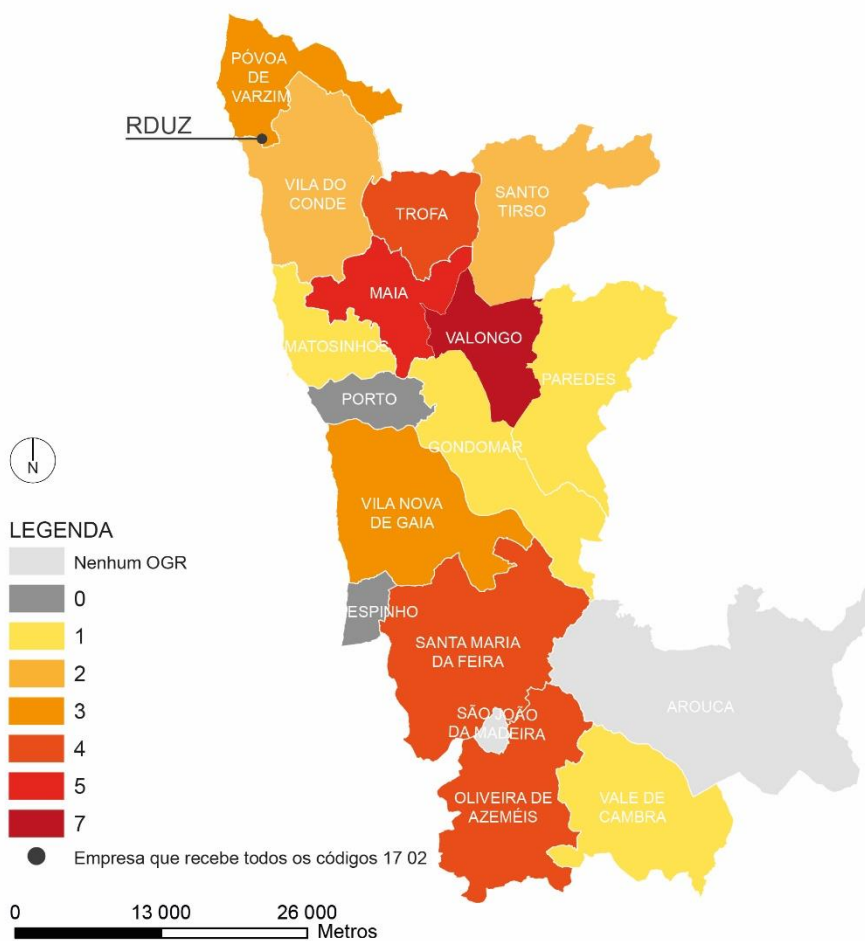 PÓVOA
DE
VARZIM
RDUZ
VILA DO
CONDE
SANTO
TIRSO
TROFA
MAIA
VALONGO
MATOSINHOS
PAREDES
PORTO
GONDOMAR
N
VILA NOVA
DE GAIA
LEGENDA
Nenhum OGR
0
1
2
3
4
5
7
Empresa que recebe todos os códigos 17 02
ESPINHO
SANTA MARIA
DA FEIRA
AROUCA
SÃO JOÃO
DA MADEIRA
OLIVEIRA DE
AZEMÉIS
VALE DE
CAMBRA
0 13 000 26 000
Metros